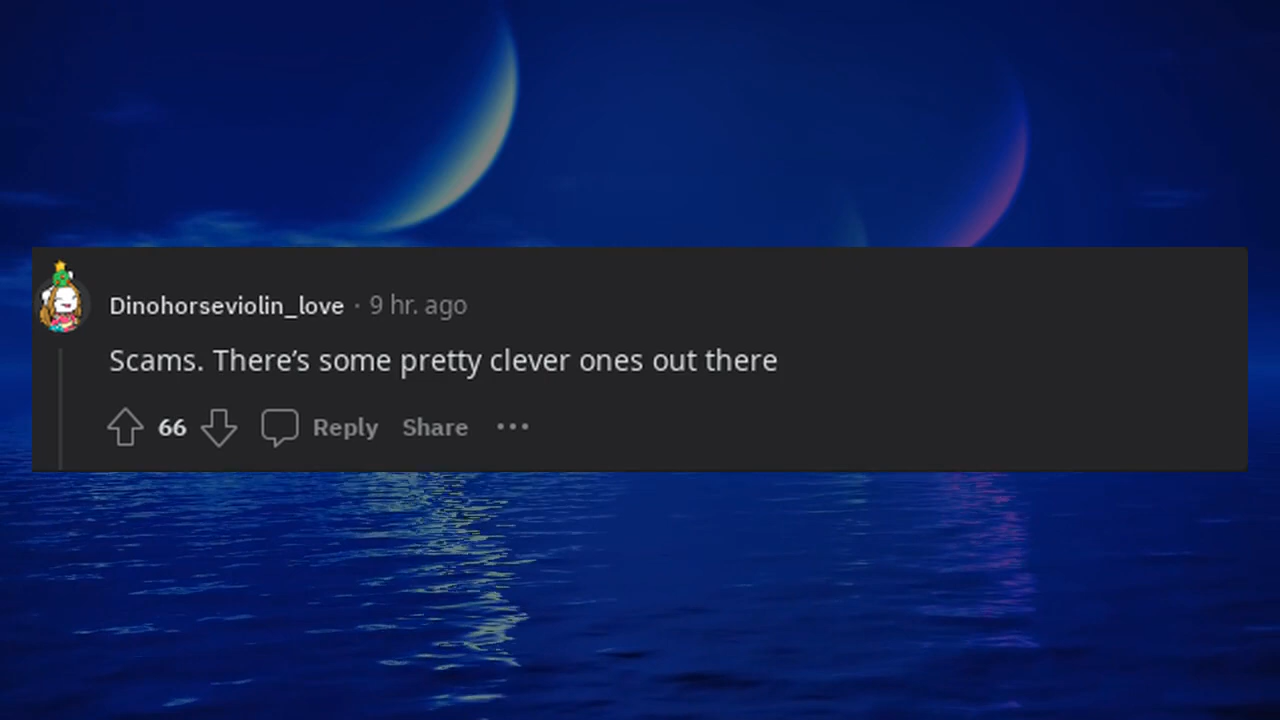 Dinohorseviolin_love · 9 hr. ago
Scams. There’s some pretty clever ones out there
66 Reply Share ···